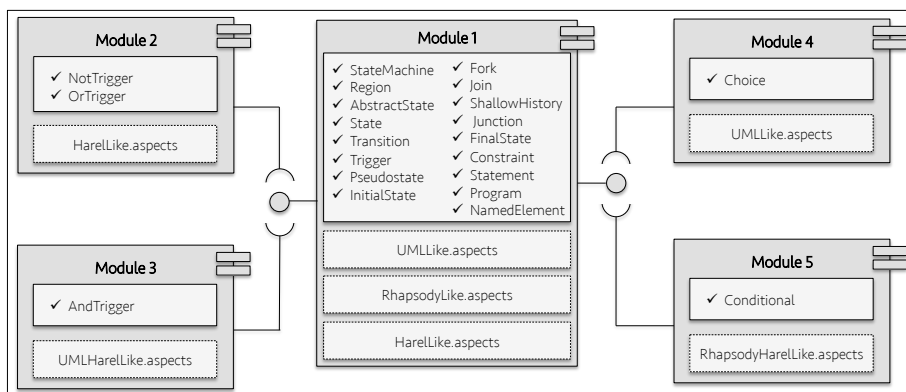 Module 2
✓ NotTrigger
✓ OrTrigger
HarelLike.aspects
Module 3
✓ AndTrigger
UMLHarelLike.aspects
Module 1
✓ StateMachine
✓ Region
✓ AbstractState
✓ State
✓ Transition
✓ Trigger
✓ Pseudostate
✓ InitialState
✓ Fork
✓ Join
✓ ShallowHistory
✓ Junction
✓ FinalState
✓ Constraint
✓ Statement
✓ Program
✓ NamedElement
UMLLike.aspects
RhapsodyLike.aspects
HarelLike.aspects
Module 4
✓ Choice
UMLLike.aspects
Module 5
✓ Conditional
RhapsodyHarelLike.aspects